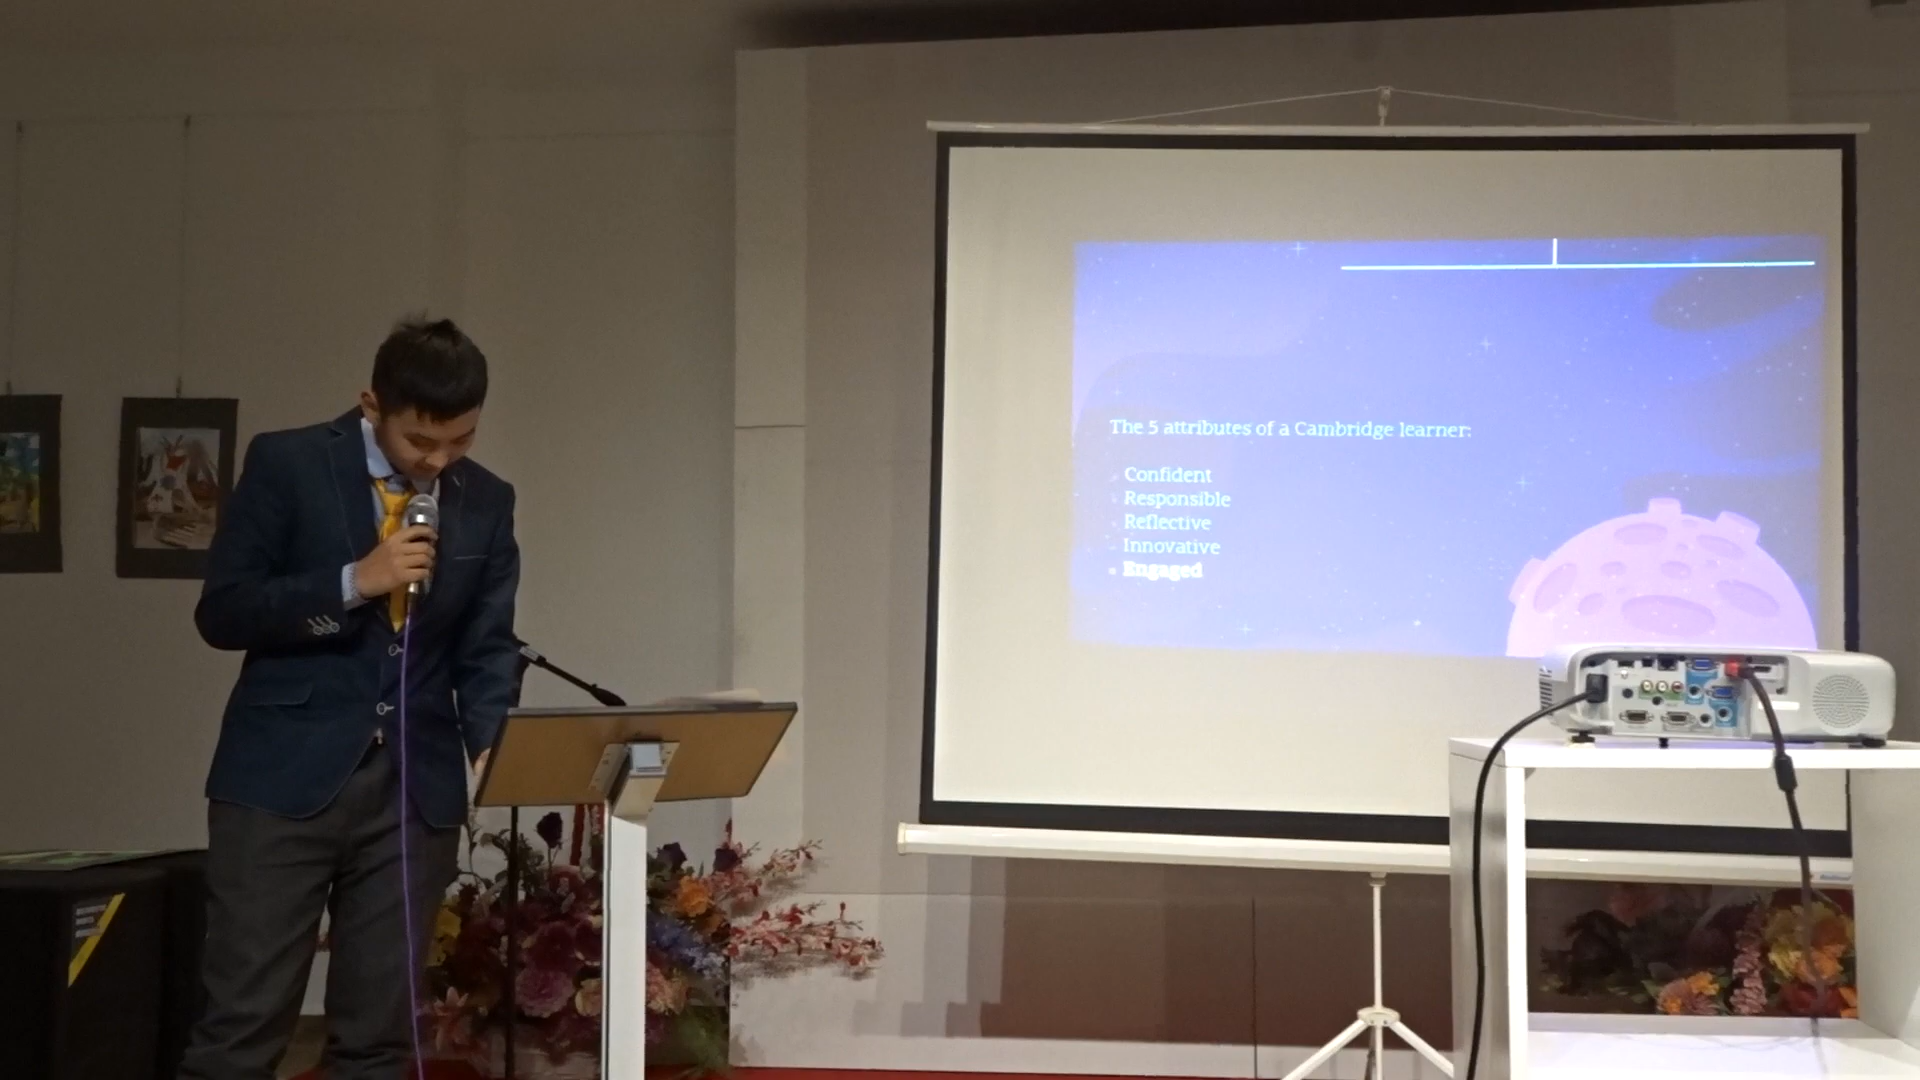 The 5 attributes of a Cambridge learner:
Confident
Responsible
Reflective
Innovative
Engaged